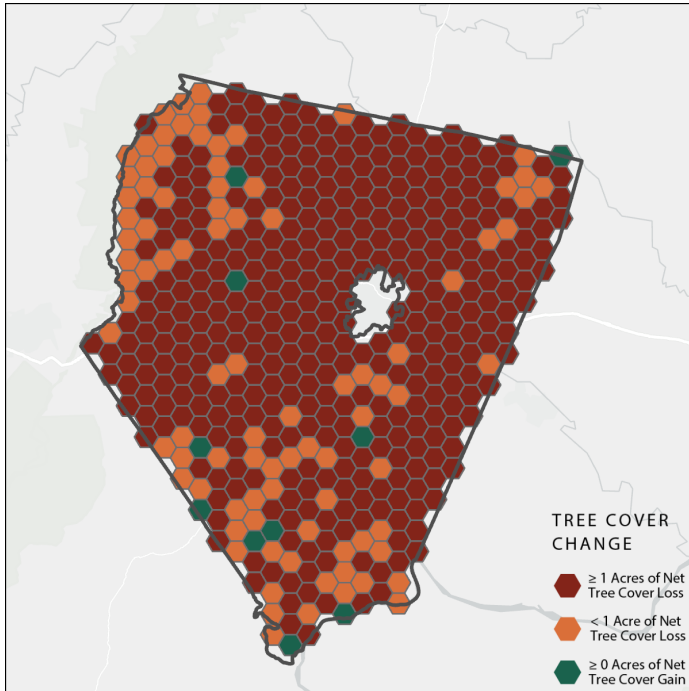 TREE COVER
CHANGE
≥ 1 Acres of Net
Tree Cover Loss
< 1 Acre of Net
Tree Cover Loss
≥ 0 Acres of Net
Tree Cover Gain